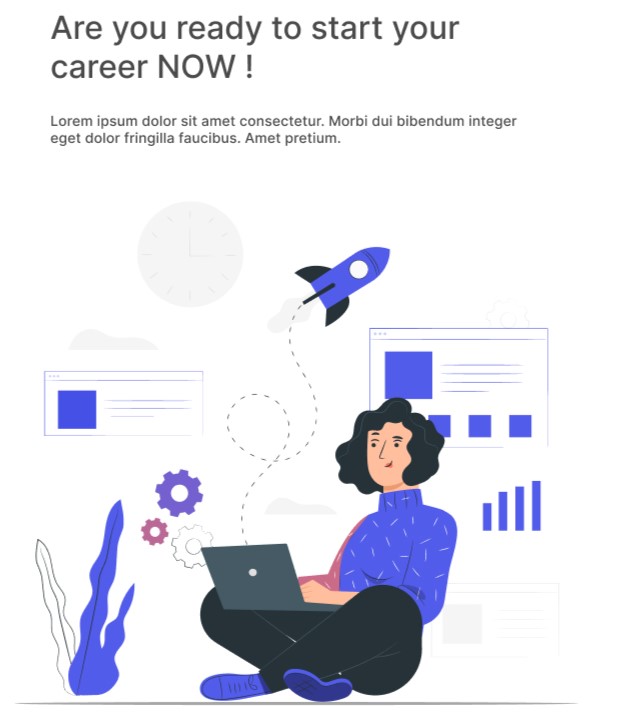 Are you ready to start your
career NOW !
Lorem ipsum dolor sit amet consectetur. Morbi dui bibendum integer
eget dolor fringilla faucibus. Amet pretium.